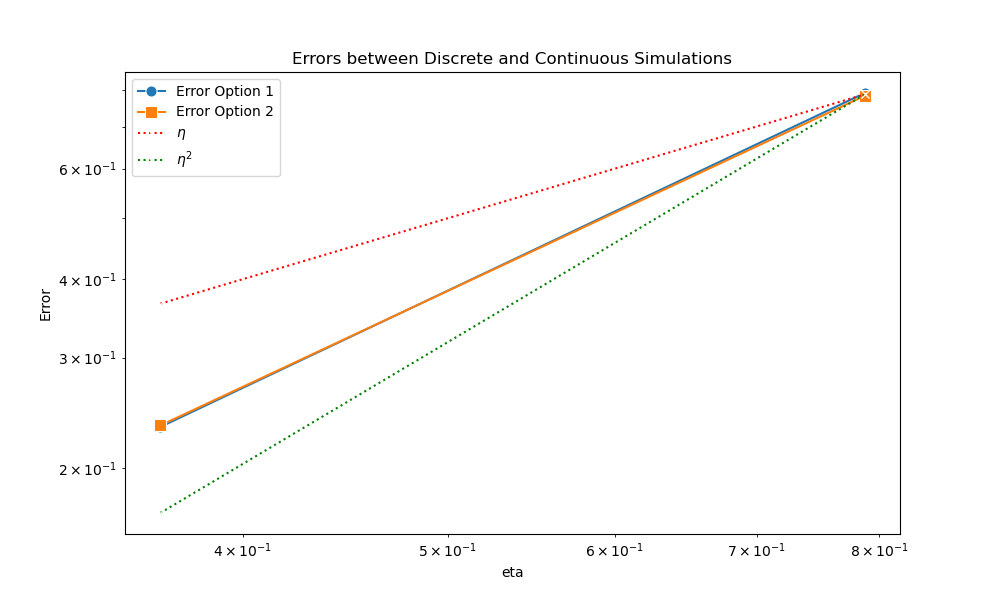 Errors between Discrete and Continuous Simulations
Error Option 1
Error Option 2
η
η²
6 × 10⁻¹
4 × 10⁻¹
3 × 10⁻¹
2 × 10⁻¹
Error
4 × 10⁻¹ 5 × 10⁻¹ 6 × 10⁻¹ 7 × 10⁻¹ 8 × 10⁻¹
eta